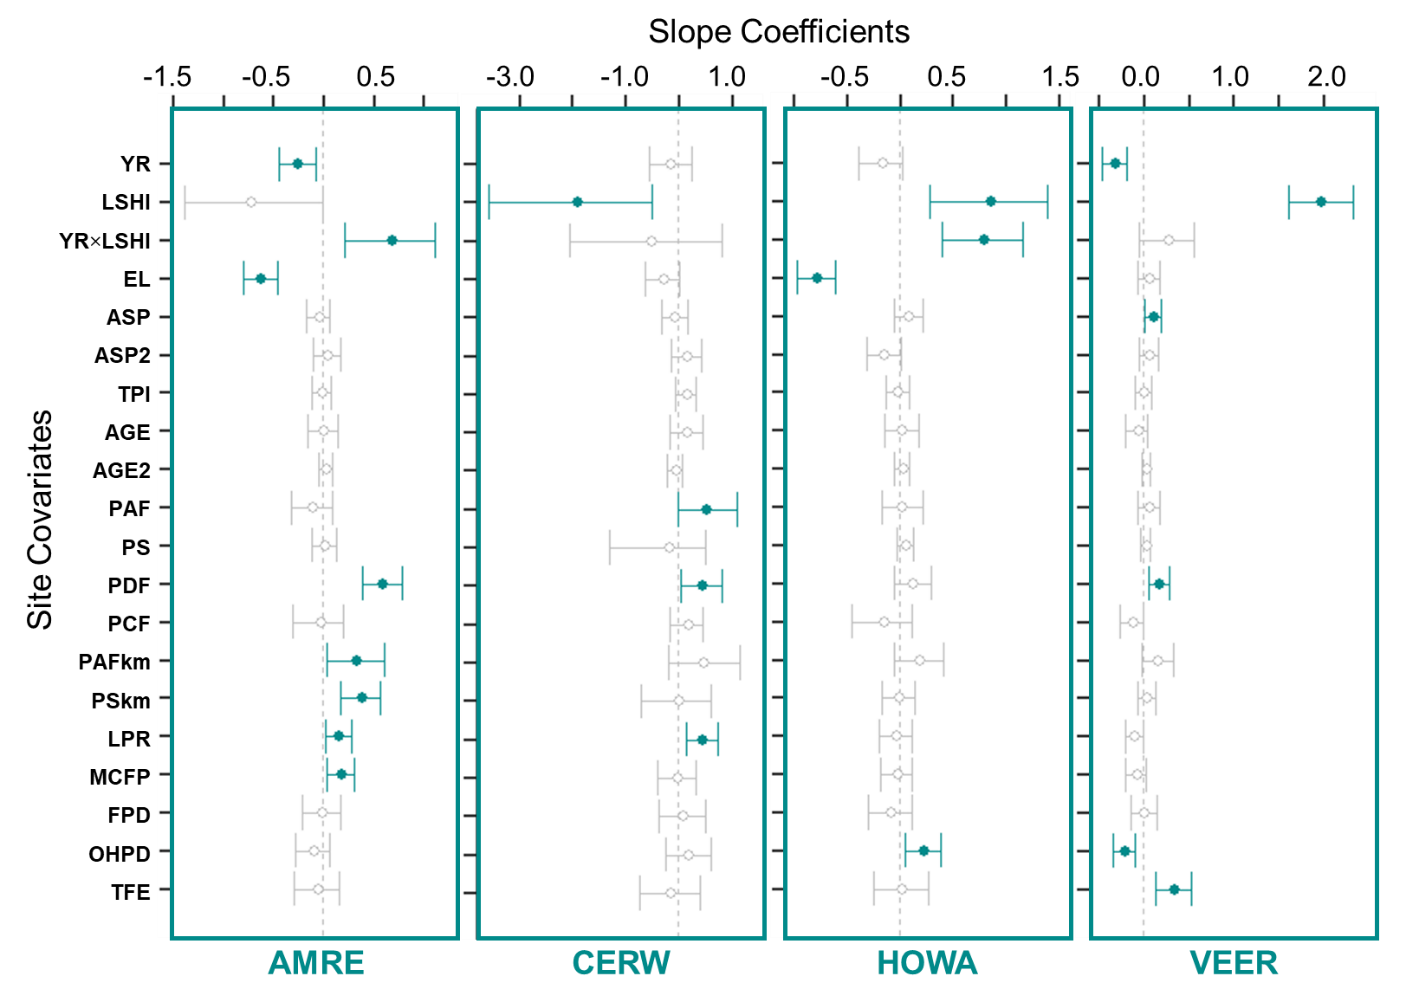 Slope Coefficients
-1.5 -0.5 0.5 -3.0 -1.0 1.0 -0.5 0.5 1.5 0.0 1.0 2.0
Site Covariates
YR
LSHI
YR×LSHI
EL
ASP
ASP2
TPI
AGE
AGE2
PAF
PS
PDF
PCF
PAFkm
PSkm
LPR
MCFP
FPD
OHPD
TFE
AMRE CERW HOWA VEER